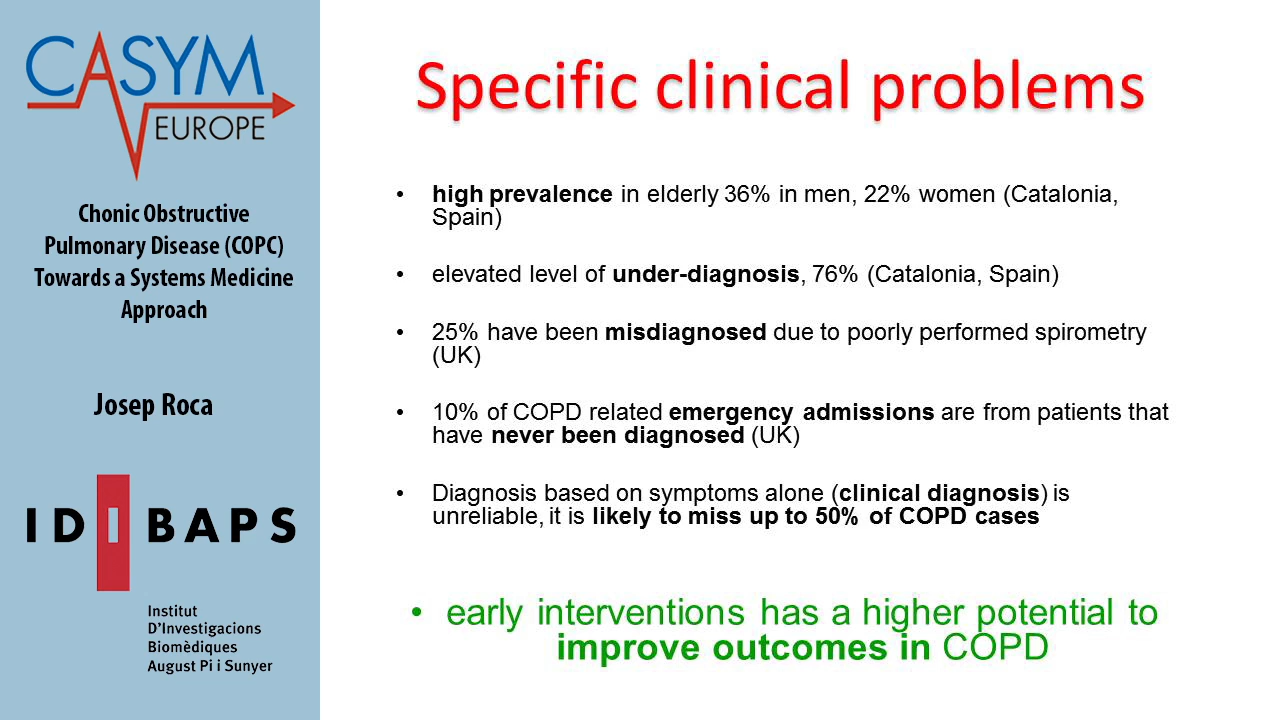 CASYM
EUROPE
Chonic Obstructive
Pulmonary Disease (COPC)
Towards a Systems Medicine
Approach
Josep Roca
IDIBAPS
Institut
D'Investigacions
Biomèdiques
August Pi i Sunyer
Specific clinical problems
• high prevalence in elderly 36% in men, 22% women (Catalonia,
Spain)
• elevated level of under-diagnosis, 76% (Catalonia, Spain)
• 25% have been misdiagnosed due to poorly performed spirometry
(UK)
• 10% of COPD related emergency admissions are from patients that
have never been diagnosed (UK)
• Diagnosis based on symptoms alone (clinical diagnosis) is
unreliable, it is likely to miss up to 50% of COPD cases
• early interventions has a higher potential to
improve outcomes in COPD